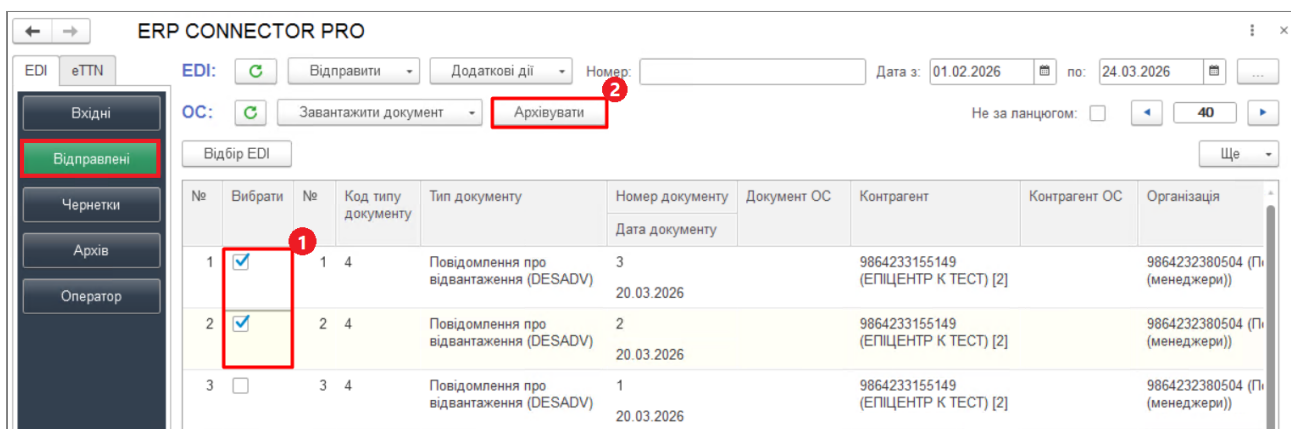 ERP CONNECTOR PRO
EDI
eTTN
EDI:
Відправити
Додаткові дії
Номер:
Дата з:
01.02.2026
по:
24.03.2026
...
2
Вхідні
ОС:
Завантажити документ
Архівувати
Не за ланцюгом:
40
Відправлені
Відбір EDI
Ще
Чернетки
Архів
Оператор
№
Вибрати
№
Код типу
документу
Тип документу
Номер документу
Дата документу
Документ ОС
Контрагент
Контрагент ОС
Організація
1
1
1
4
Повідомлення про
відвантаження (DESADV)
3
20.03.2026
9864233155149
(ЕПІЦЕНТР К ТЕСТ) [2]
9864232380504
(менеджери))
2
2
4
Повідомлення про
відвантаження (DESADV)
2
20.03.2026
9864233155149
(ЕПІЦЕНТР К ТЕСТ) [2]
9864232380504
(менеджери))
3
3
4
Повідомлення про
відвантаження (DESADV)
1
20.03.2026
9864233155149
(ЕПІЦЕНТР К ТЕСТ) [2]
9864232380504
(менеджери))